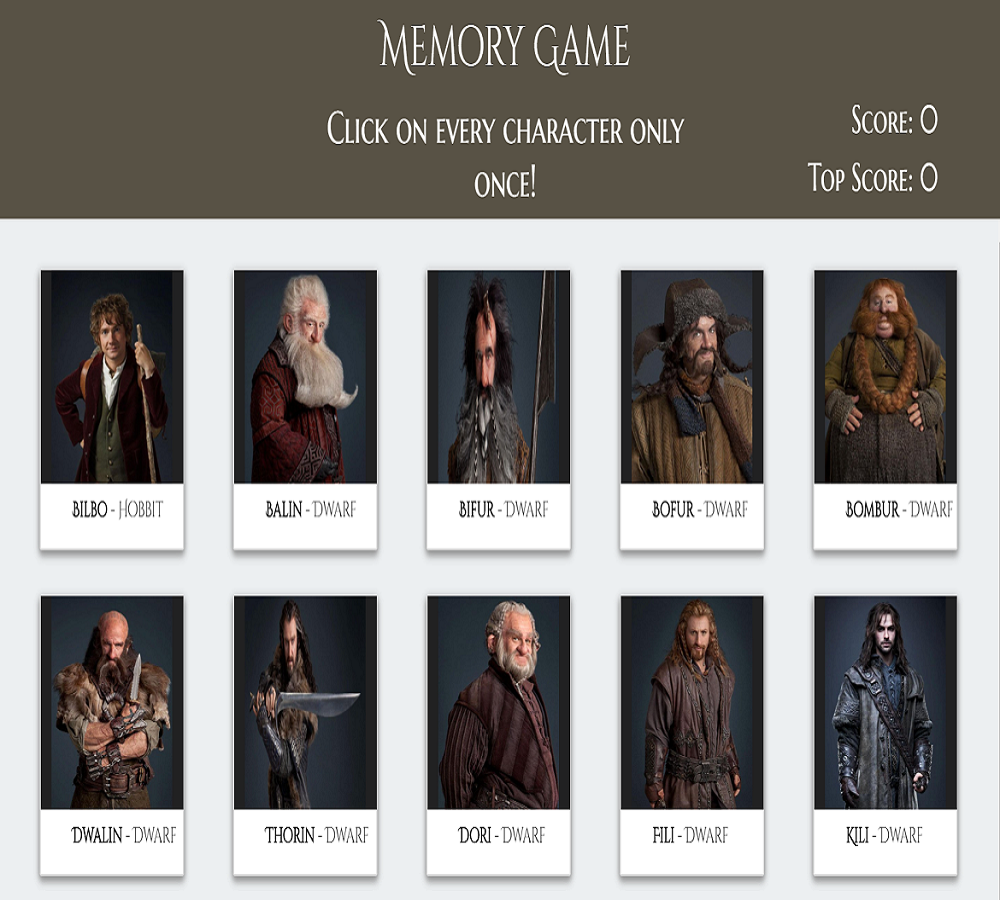 Memory Game
Click on every character only
once!
Score: 0
Top Score: 0
Bilbo - Hobbit
Balin - Dwarf
Bifur - Dwarf
Bofur - Dwarf
Bombur - Dwarf
Dwalin - Dwarf
Thorin - Dwarf
Dori - Dwarf
Fili - Dwarf
Kili - Dwarf